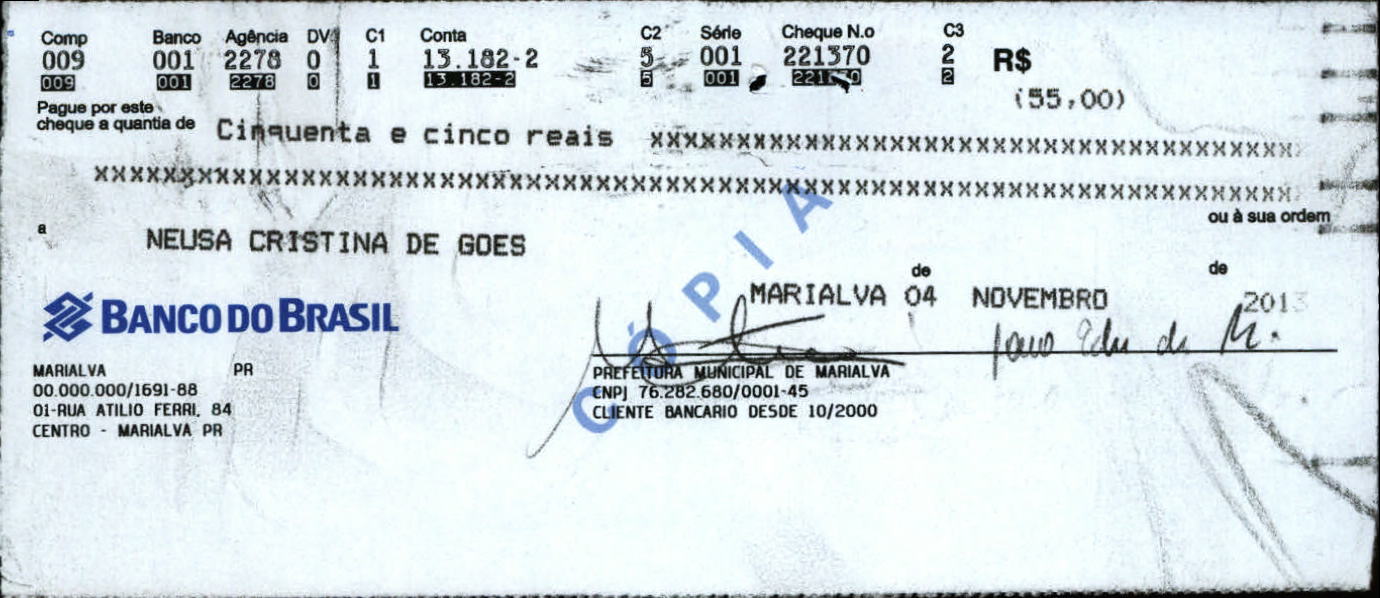 Comp Banco Agência DV C1 Conta C2 Série Cheque N.o C3
009 001 2278 0 1 13.182-2 5 001 221370 2 R$
009 001 2278 0 1 13.182-2 5 001 2
(55,00)
Pague por este
cheque a quantia de Cinquenta e cinco reais xxxxxxxxxxxxxxxxxxxxxxxxxxxxxxxxxxxxxxxxxxxxx
xxxxxxxxxxxxxxxxxxxxxxxxxxxxxxxxxxxxxxxxxxxxxxxxxxxxxxxxxxxxxxxxxxxxxxxxxxxxxxxxxxxx
ou à sua ordem
a NEUSA CRISTINA DE GOES
CÓPIA
de de
MARIALVA 04 NOVEMBRO 2013
BANCO DO BRASIL
MARIALVA PR
00.000.000/1691-88
01-RUA ATILIO FERRI, 84
CENTRO - MARIALVA PR
PREFEITURA MUNICIPAL DE MARIALVA
CNPJ 76.282.680/0001-45
CLIENTE BANCARIO DESDE 10/2000